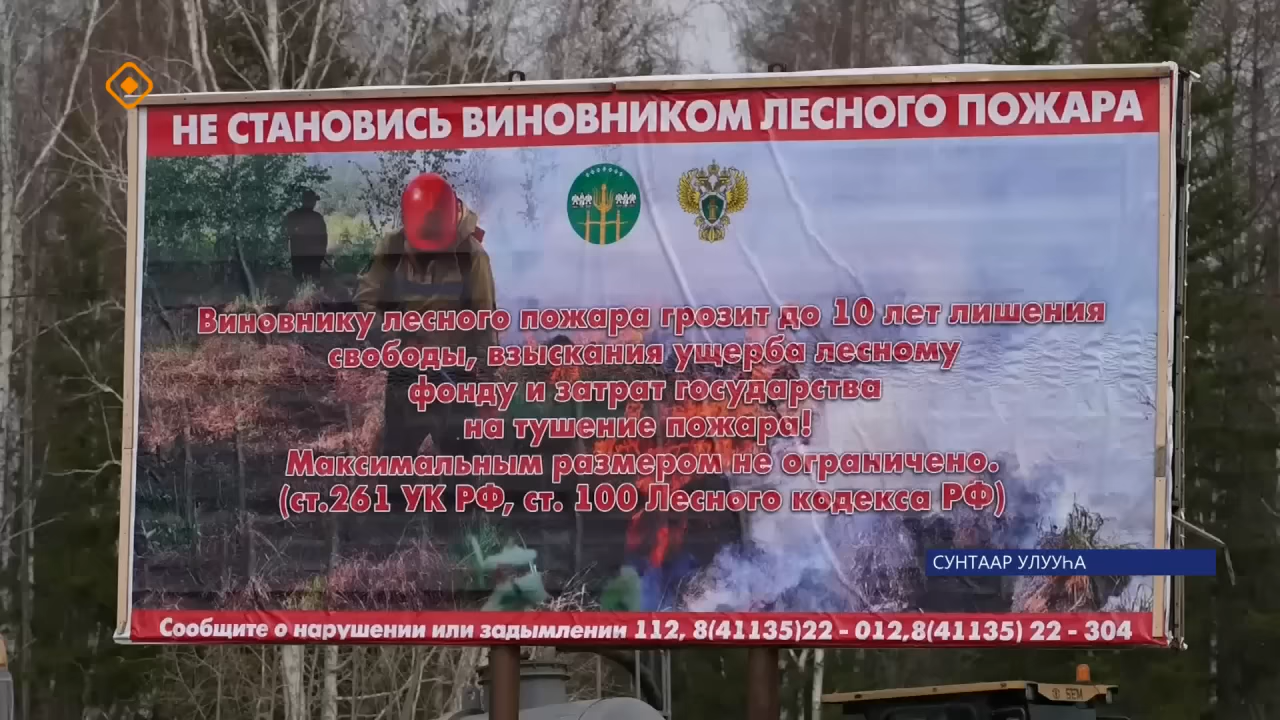 НЕ СТАНОВИСЬ ВИНОВНИКОМ ЛЕСНОГО ПОЖАРА
Виновнику лесного пожара грозит до 10 лет лишения
свободы, взыскания ущерба лесному
фонду и затрат государства
на тушение пожара!
Максимальным размером не ограничено.
(ст.261 УК РФ, ст. 100 Лесного кодекса РФ)
СУНТААР УЛУУҺА
Сообщите о нарушении или задымлении 112, 8(41135)22 - 012,8(41135) 22 - 304
SEM